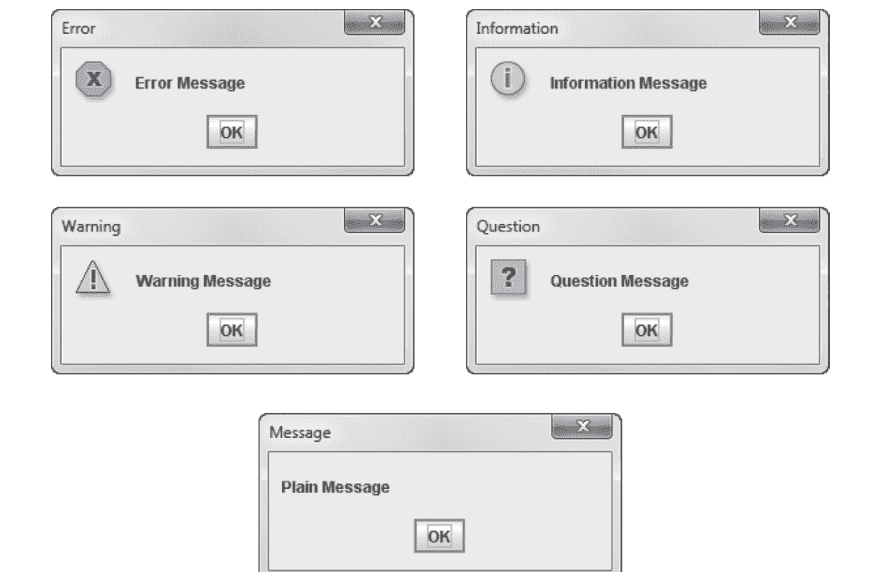 Error
X
Error Message
OK
Information
i
Information Message
OK
Warning
!
Warning Message
OK
Question
?
Question Message
OK
Message
Plain Message
OK